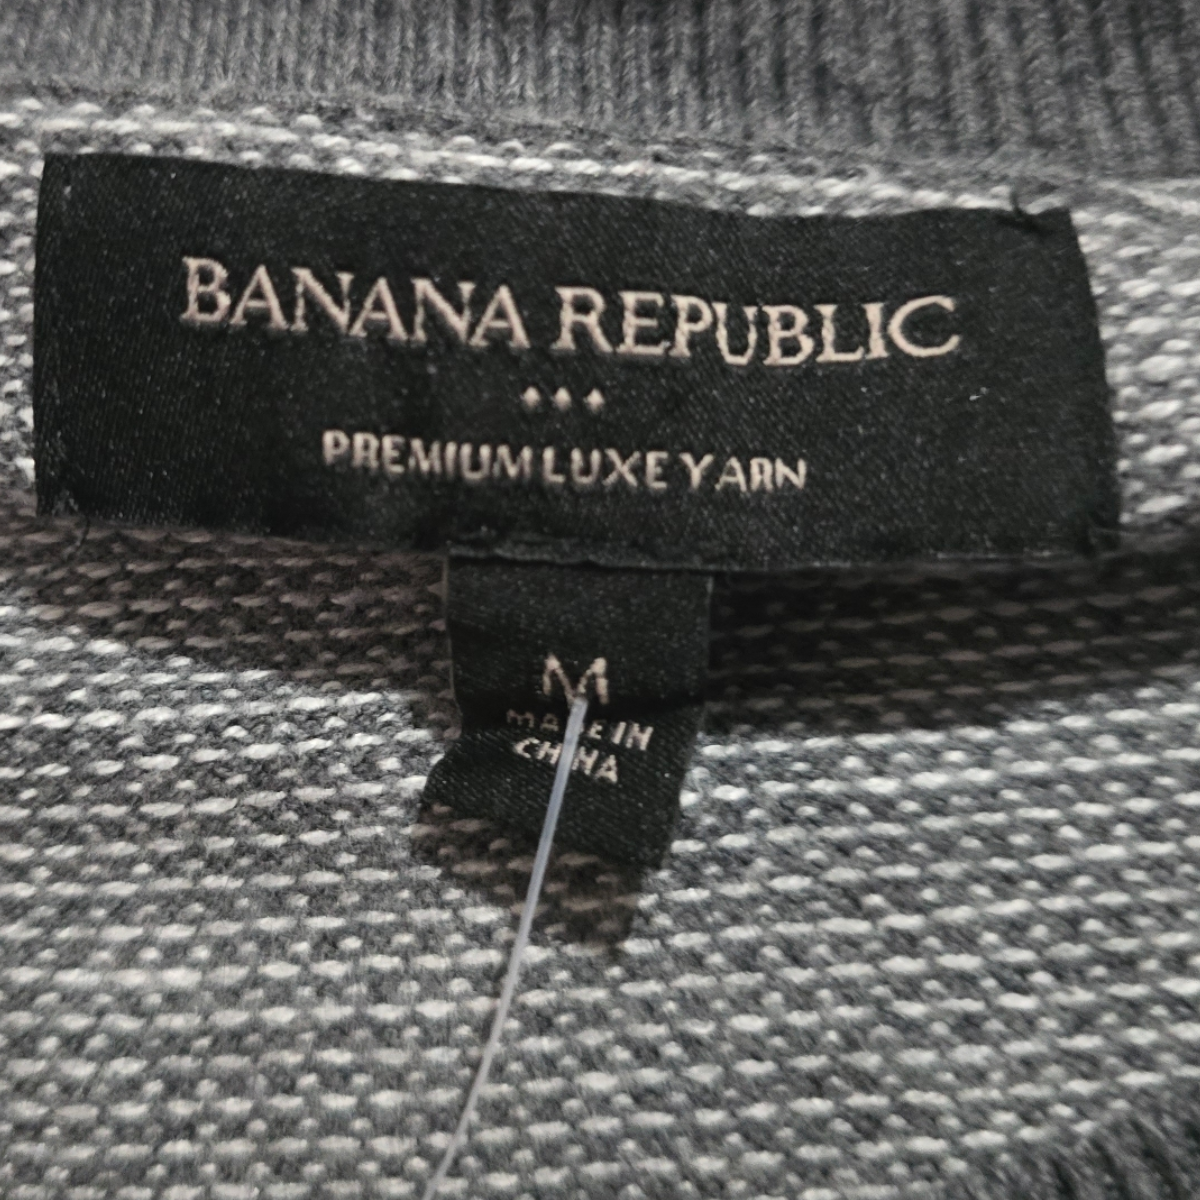 BANANA REPUBLIC
PREMIUM LUXE YARN
M
MADE IN
CHINA